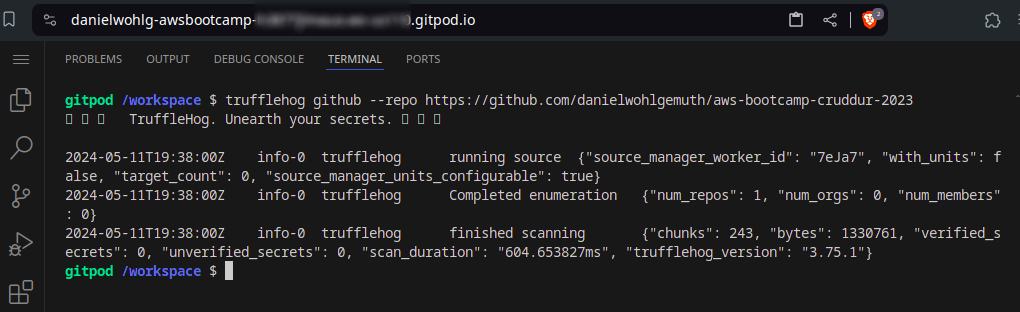 danielwohlg-awsbootcamp- .gitpod.io
2
PROBLEMS OUTPUT DEBUG CONSOLE TERMINAL PORTS
gitpod /workspace $ trufflehog github --repo https://github.com/danielwohlgemuth/aws-bootcamp-cruddur-2023
TruffleHog. Unearth your secrets.
2024-05-11T19:38:00Z info-0 trufflehog running source {"source_manager_worker_id": "7eJa7", "with_units": f
alse, "target_count": 0, "source_manager_units_configurable": true}
2024-05-11T19:38:00Z info-0 trufflehog Completed enumeration {"num_repos": 1, "num_orgs": 0, "num_members"
: 0}
2024-05-11T19:38:00Z info-0 trufflehog finished scanning {"chunks": 243, "bytes": 1330761, "verified_s
ecrets": 0, "unverified_secrets": 0, "scan_duration": "604.653827ms", "trufflehog_version": "3.75.1"}
gitpod /workspace $